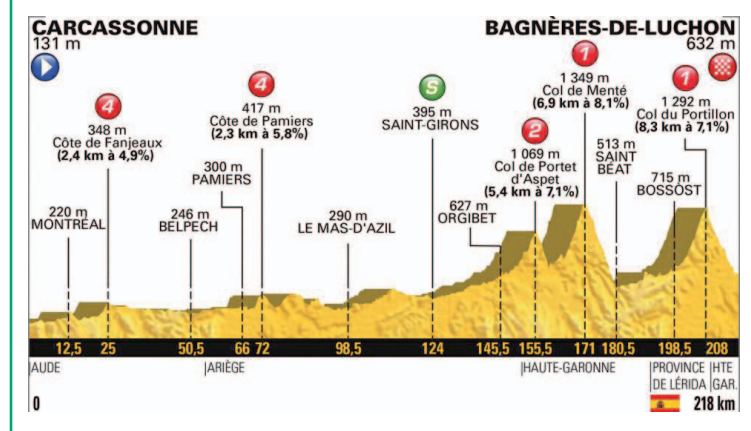 CARCASSONNE
131 m
BAGNÈRES-DE-LUCHON
632 m
4
348 m
Côte de Fanjeaux
(2,4 km à 4,9%)
4
417 m
Côte de Pamiers
(2,3 km à 5,8%)
S
395 m
SAINT-GIRONS
1
1 349 m
Col de Menté
(6,9 km à 8,1%)
1
1 292 m
Col du Portillon
(8,3 km à 7,1%)
2
1 069 m
Col de Portet
d'Aspet
(5,4 km à 7,1%)
513 m
SAINT
BÉAT
715 m
BOSSOST
220 m
MONTRÉAL
246 m
BELPECH
300 m
PAMIERS
290 m
LE MAS-D'AZIL
627 m
ORGIBET
12,5 25 50,5 66 72 98,5 124 145,5 155,5 171 180,5 198,5 208
AUDE ARIÈGE HAUTE-GARONNE PROVINCE HTE
DE LÉRIDA GAR.
0 218 km